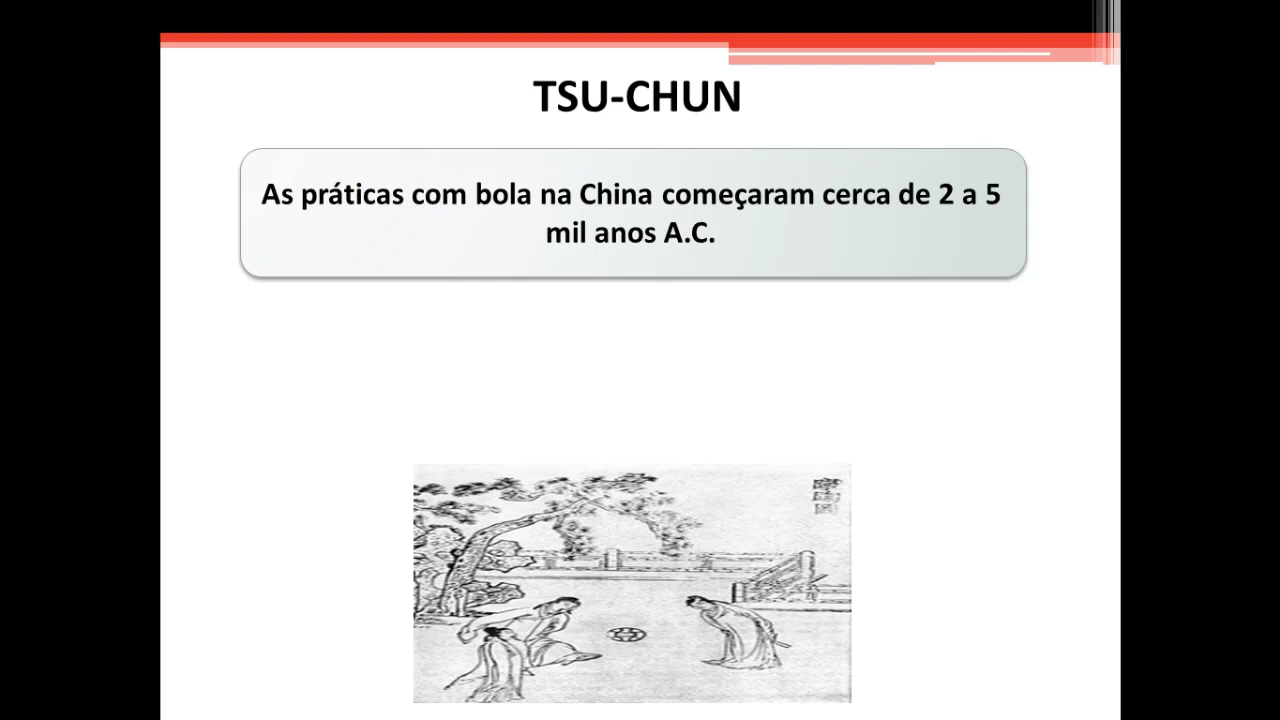 TSU-CHUN
As práticas com bola na China começaram cerca de 2 a 5
mil anos A.C.